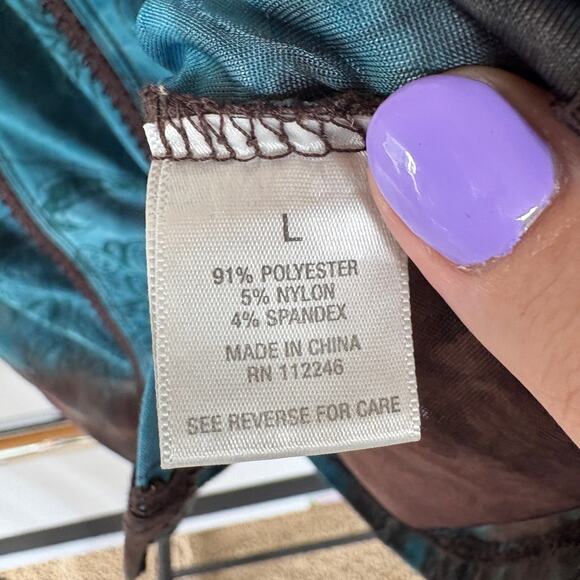 L
91% POLYESTER
5% NYLON
4% SPANDEX
MADE IN CHINA
RN 112246
SEE REVERSE FOR CARE